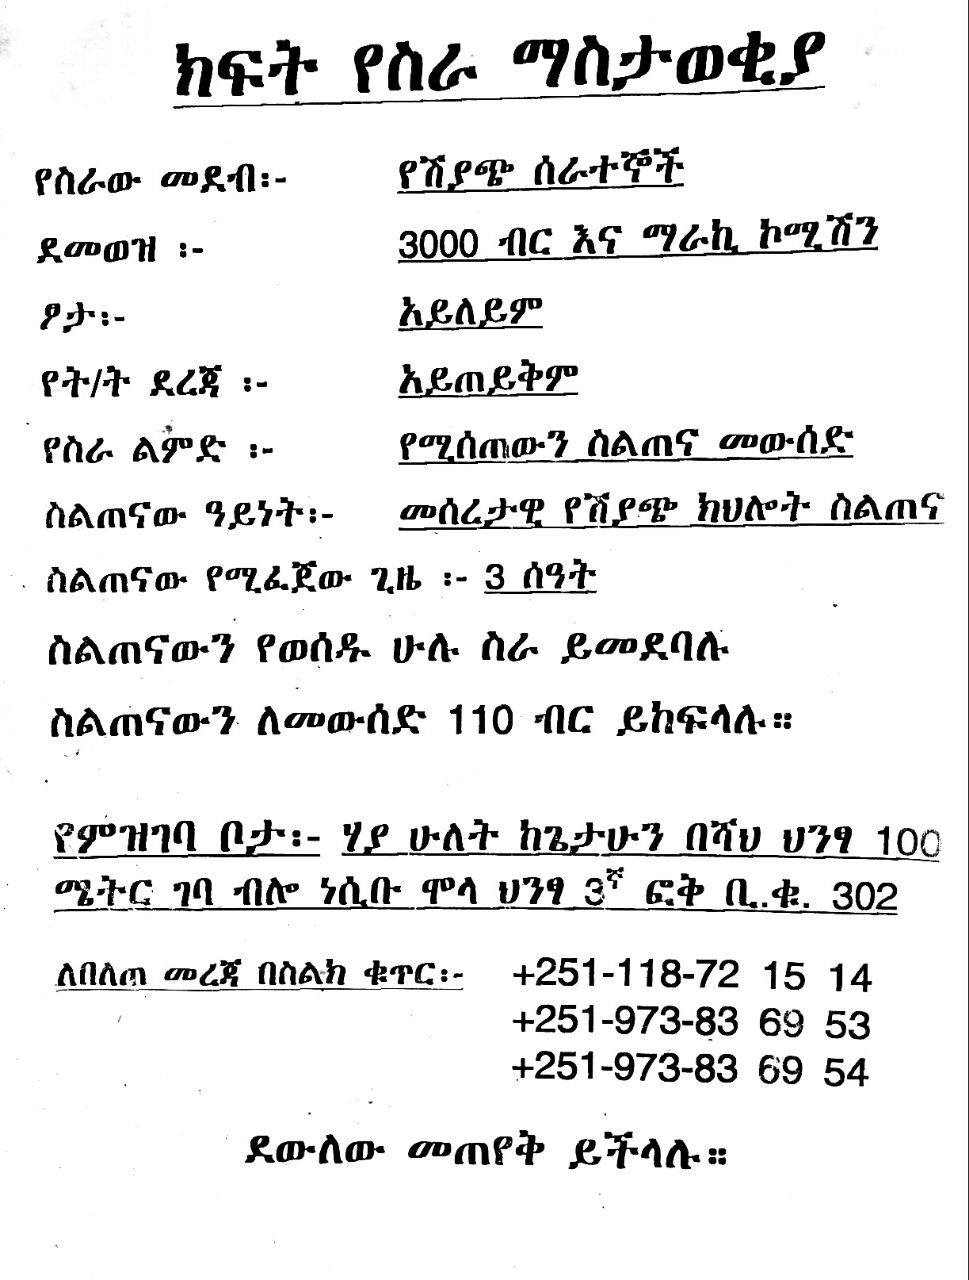 ክፍት የስራ ማስታወቂያ
የስራው መደብ፡- የሽያጭ ሰራተኞች
ደመወዝ ፡- 3000 ብር እና ማራኪ ኮሚሽን
ፆታ፡- አይለይም
የት/ት ደረጃ ፡- አይጠይቅም
የስራ ልምድ ፡- የሚሰጠውን ስልጠና መውሰድ
ስልጠናው ዓይነት፡- መሰረታዊ የሽያጭ ክህሎት ስልጠና
ስልጠናው የሚፈጀው ጊዜ ፡- 3 ሰዓት
ስልጠናውን የወሰዱ ሁሉ ስራ ይመደባሉ
ስልጠናውን ለመውሰድ 110 ብር ይከፍላሉ።
የምዝገባ ቦታ፡- ሃያ ሁለት ከጌታሁን በሻህ ህንፃ 100
ሜትር ገባ ብሎ ነሲቡ ሞላ ህንፃ 3ኛ ፎቅ ቢ.ቁ. 302
ለበለጠ መረጃ በስልክ ቁጥር፡- +251-118-72 15 14
+251-973-83 69 53
+251-973-83 69 54
ደውለው መጠየቅ ይችላሉ።